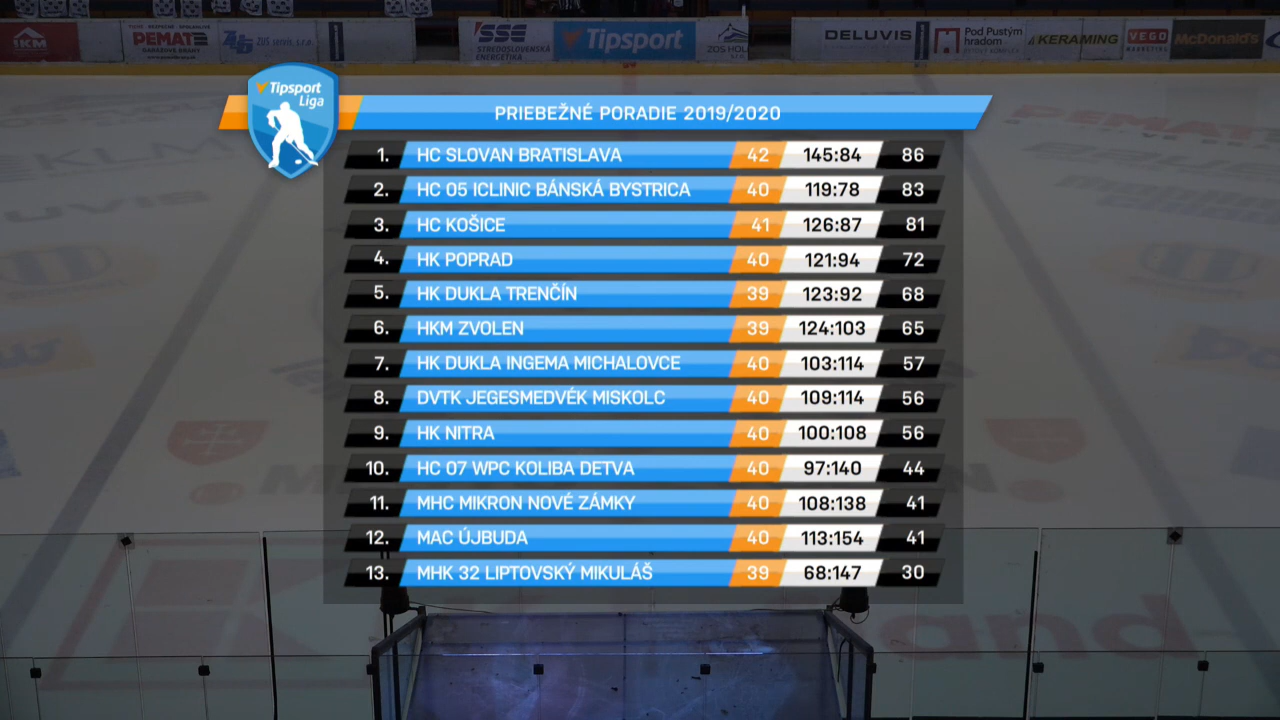 IKM
PEMAT
ZUS servis, s.r.o.
SSE
STREDOSLOVENSKÁ
ENERGETIKA
Tipsport
DELUVIS
Pod Pustým
hradom
KERAMING
VEGO
McDonald's
Tipsport
Liga
PRIEBEŽNÉ PORADIE 2019/2020
1. HC SLOVAN BRATISLAVA 42 145:84 86
2. HC 05 ICLINIC BÁNSKÁ BYSTRICA 40 119:78 83
3. HC KOŠICE 41 126:87 81
4. HK POPRAD 40 121:94 72
5. HK DUKLA TRENČÍN 39 123:92 68
6. HKM ZVOLEN 39 124:103 65
7. HK DUKLA INGEMA MICHALOVCE 40 103:114 57
8. DVTK JEGESMEDVÉK MISKOLC 40 109:114 56
9. HK NITRA 40 100:108 56
10. HC 07 WPC KOLIBA DETVA 40 97:140 44
11. MHC MIKRON NOVÉ ZÁMKY 40 108:138 41
12. MAC ÚJBUDA 40 113:154 41
13. MHK 32 LIPTOVSKÝ MIKULÁŠ 39 68:147 30